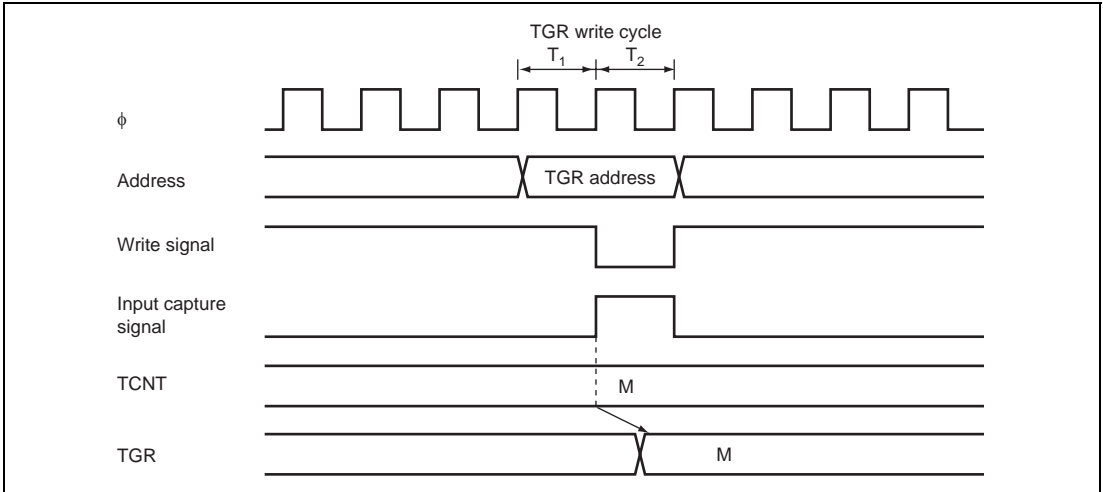 TGR write cycle
T1 T2
φ
Address
TGR address
Write signal
Input capture
signal
TCNT
M
TGR
M